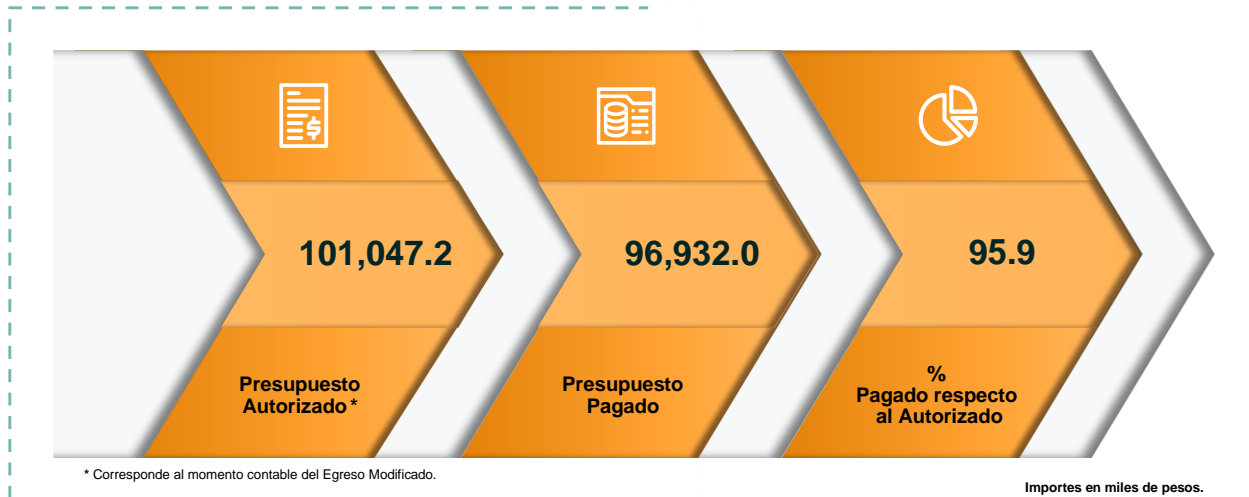 101,047.2
96,932.0
95.9
Presupuesto
Autorizado *
Presupuesto
Pagado
%
Pagado respecto
al Autorizado
* Corresponde al momento contable del Egreso Modificado.
Importes en miles de pesos.